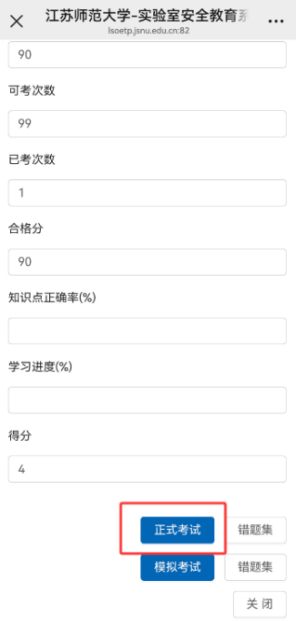 江苏师范大学-实验室安全教育系
lsoetp.jsnu.edu.cn:82
90
可考次数
99
已考次数
1
合格分
90
知识点正确率(%)
学习进度(%)
得分
4
正式考试 错题集
模拟考试 错题集
关 闭